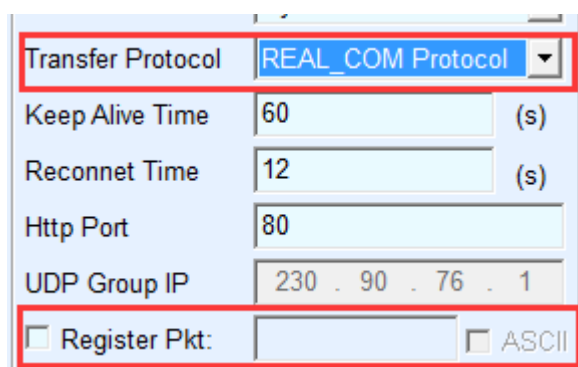 Transfer Protocol REAL_COM Protocol
Keep Alive Time 60 (s)
Reconnet Time 12 (s)
Http Port 80
UDP Group IP 230 . 90 . 76 . 1
Register Pkt: ASCII